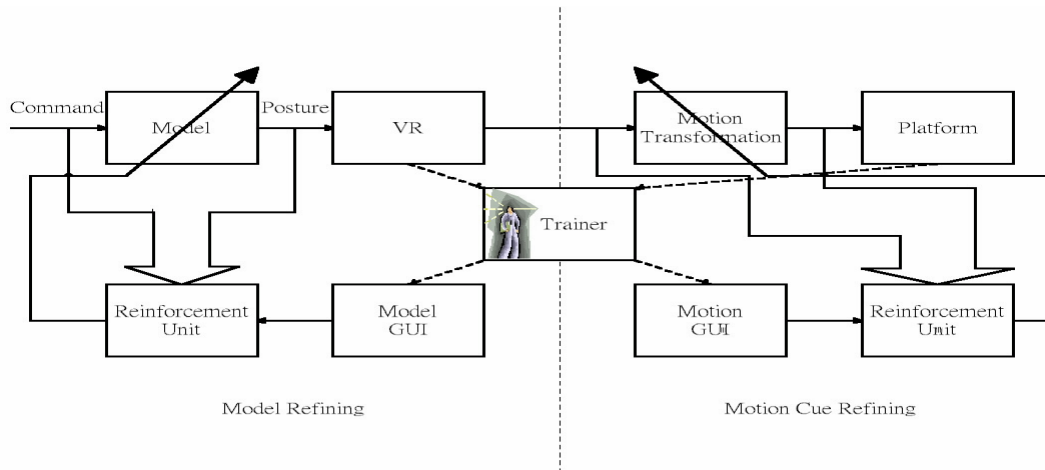 Command
Model
Posture
VR
Motion
Transformation
Platform
Trainer
Reinforcement
Unit
Model
GUI
Motion
GUI
Reinforcement
Unit
Model Refining
Motion Cue Refining